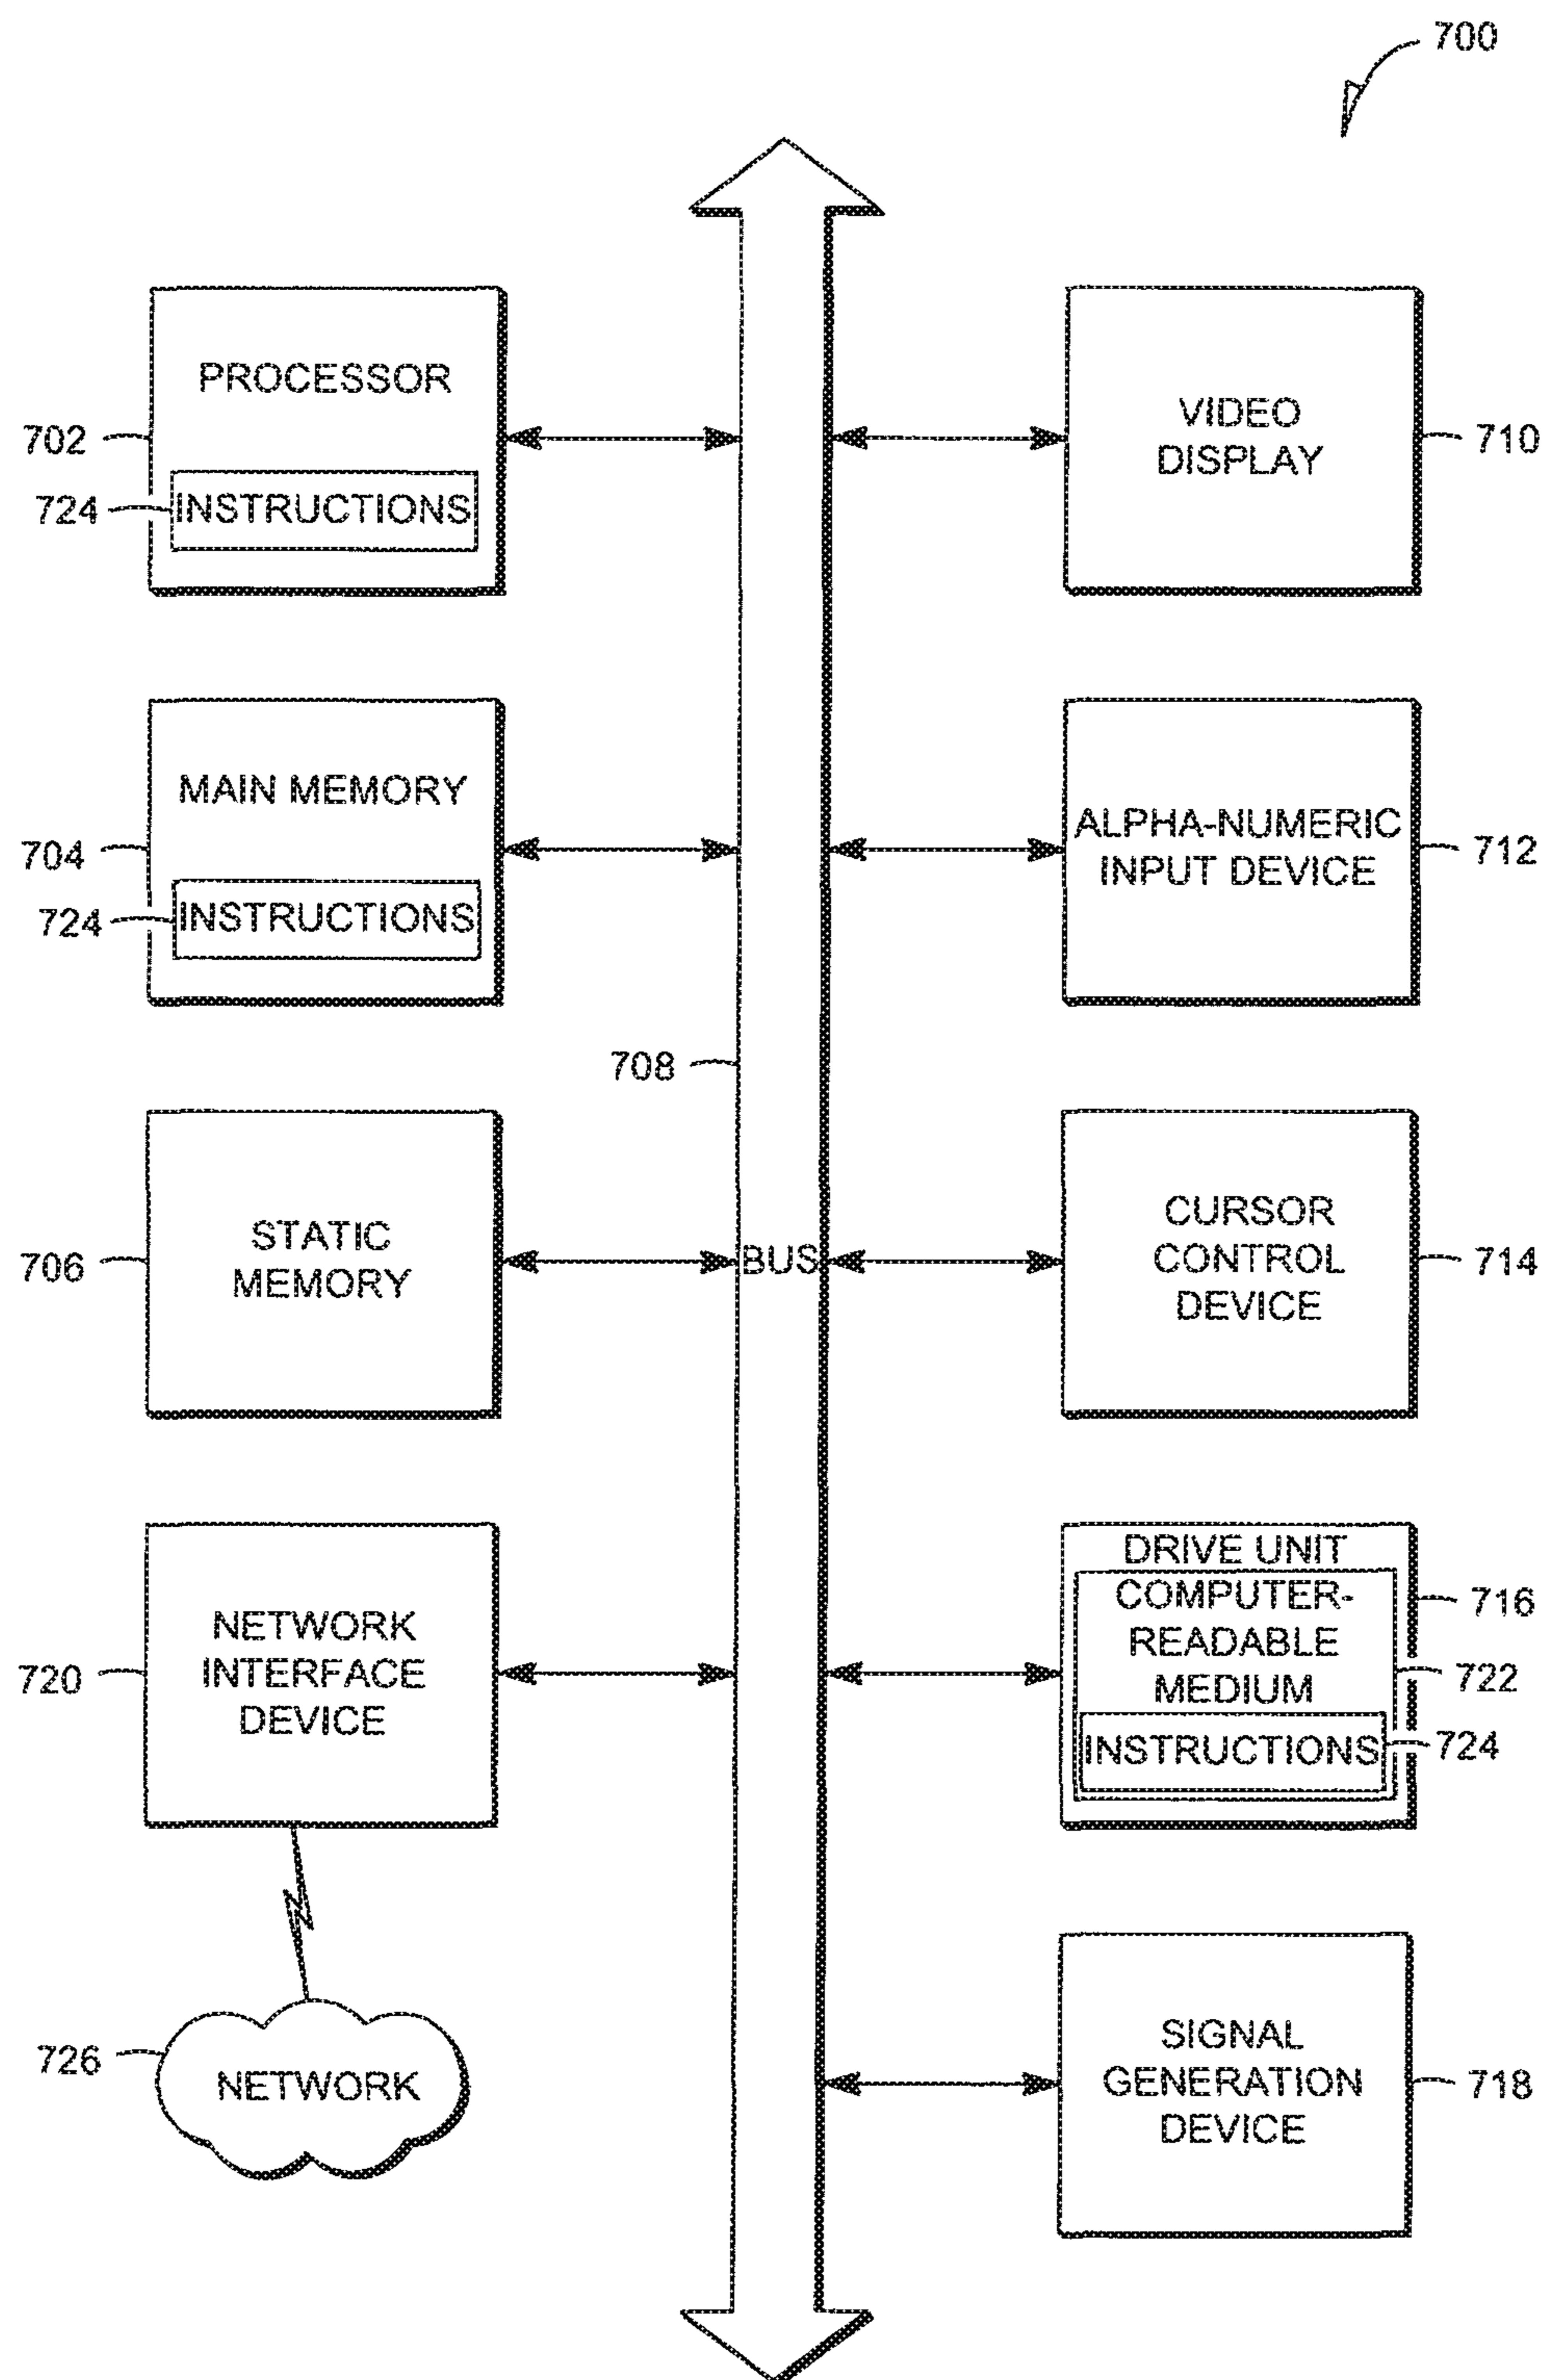 700
PROCESSOR
702
724
INSTRUCTIONS
VIDEO
DISPLAY
710
MAIN MEMORY
704
724
INSTRUCTIONS
ALPHA-NUMERIC
INPUT DEVICE
712
708
STATIC
MEMORY
706
BUS
CURSOR
CONTROL
DEVICE
714
NETWORK
INTERFACE
DEVICE
720
DRIVE UNIT
COMPUTER-
READABLE
MEDIUM
INSTRUCTIONS
716
722
724
726
NETWORK
SIGNAL
GENERATION
DEVICE
718